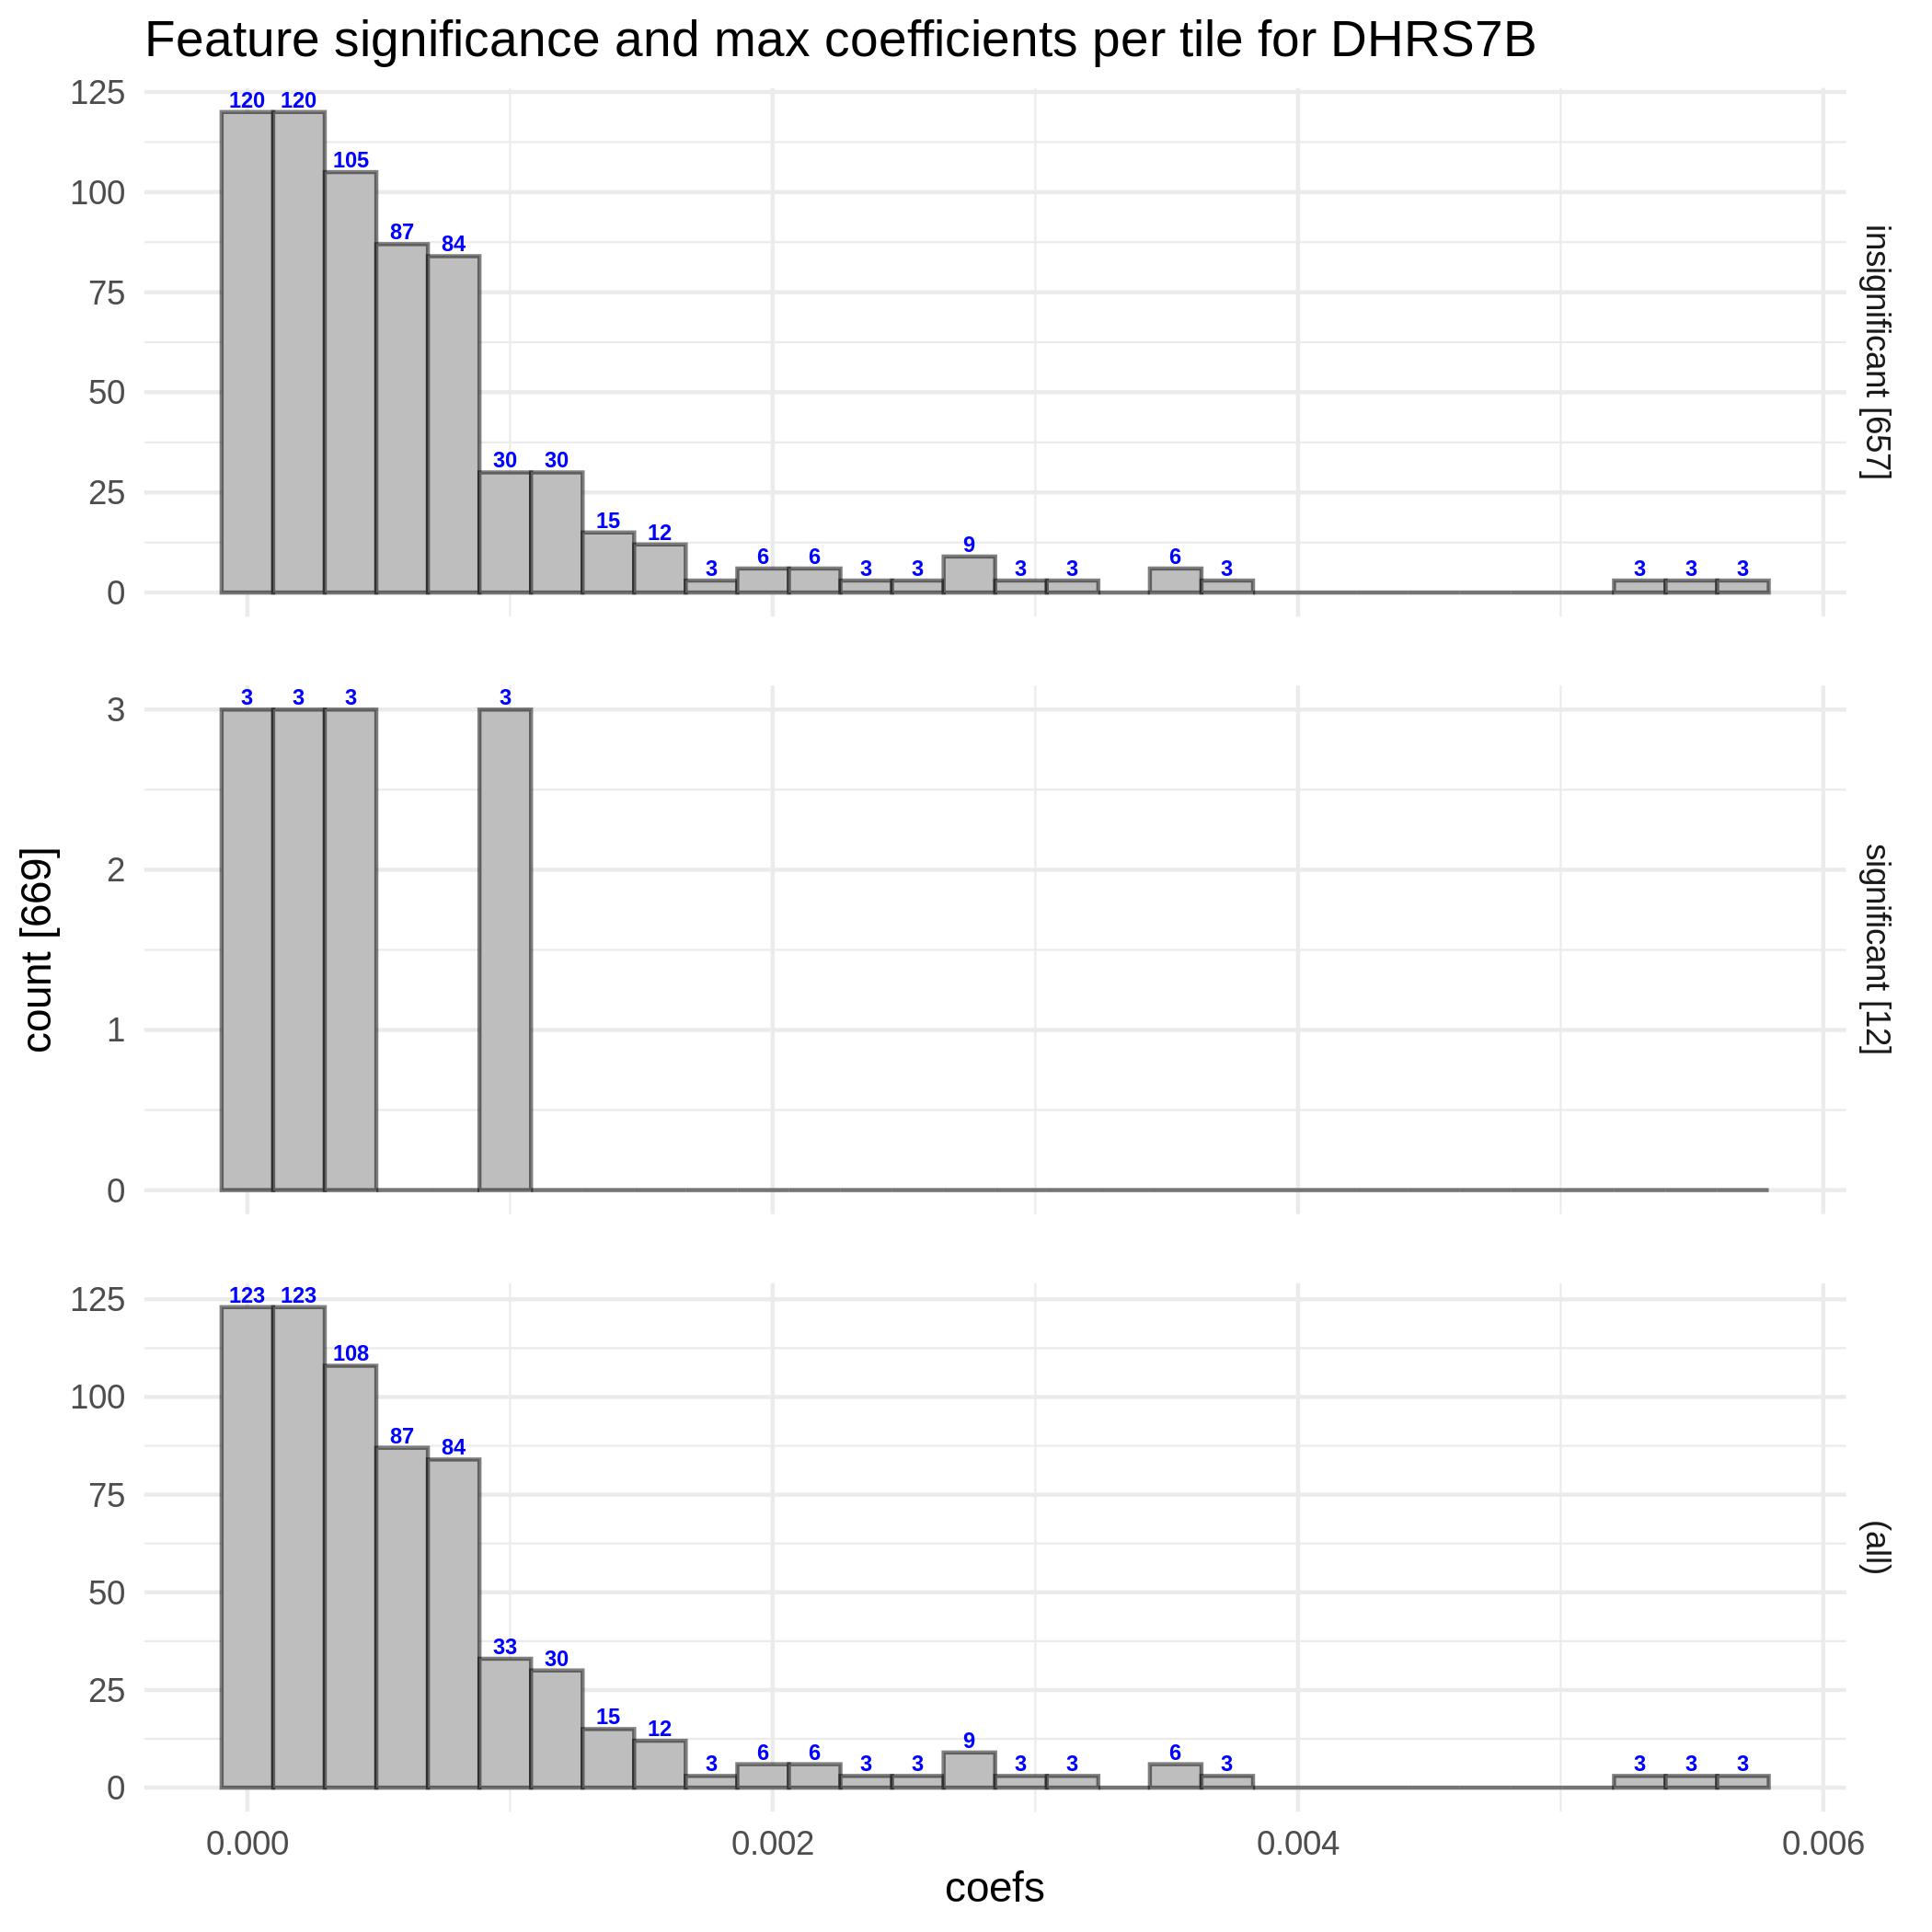 Feature significance and max coefficients per tile for DHRS7B
count [669]
125
100
75
50
25
0
120 120 105 87 84 30 30 15 12 3 6 6 3 3 9 3 3 6 3 3 3 3
insignificant [657]
3
2
1
0
3 3 3 3
significant [12]
125
100
75
50
25
0
123 123 108 87 84 33 30 15 12 3 6 6 3 3 9 3 3 6 3 3 3 3
(all)
0.000 0.002 0.004 0.006
coefs